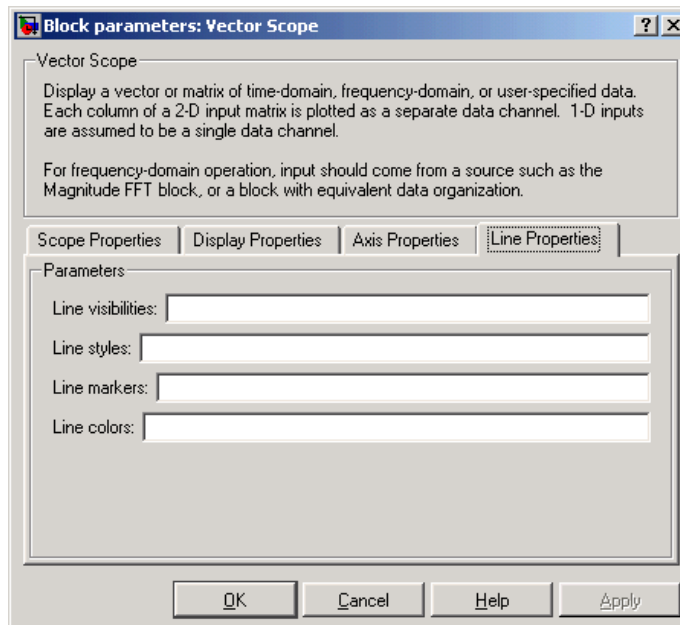 Block parameters: Vector Scope
Vector Scope
Display a vector or matrix of time-domain, frequency-domain, or user-specified data.
Each column of a 2-D input matrix is plotted as a separate data channel. 1-D inputs
are assumed to be a single data channel.
For frequency-domain operation, input should come from a source such as the
Magnitude FFT block, or a block with equivalent data organization.
Scope Properties Display Properties Axis Properties Line Properties
Parameters
Line visibilities:
Line styles:
Line markers:
Line colors:
OK Cancel Help Apply